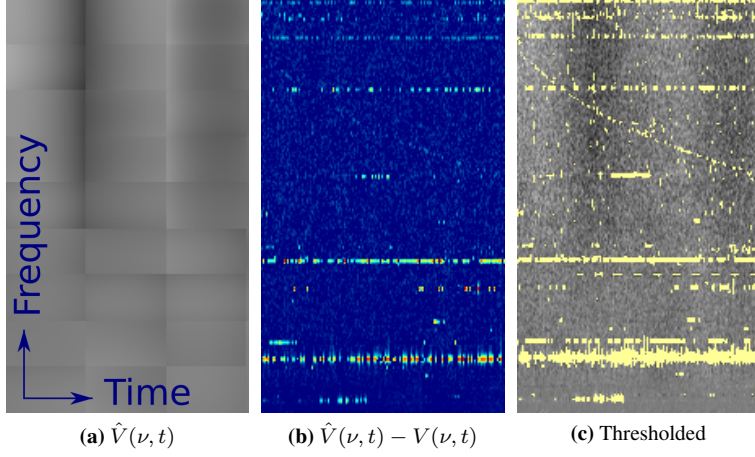 Frequency
Time
(a) V̂(ν, t)
(b) V̂(ν, t) − V(ν, t)
(c) Thresholded